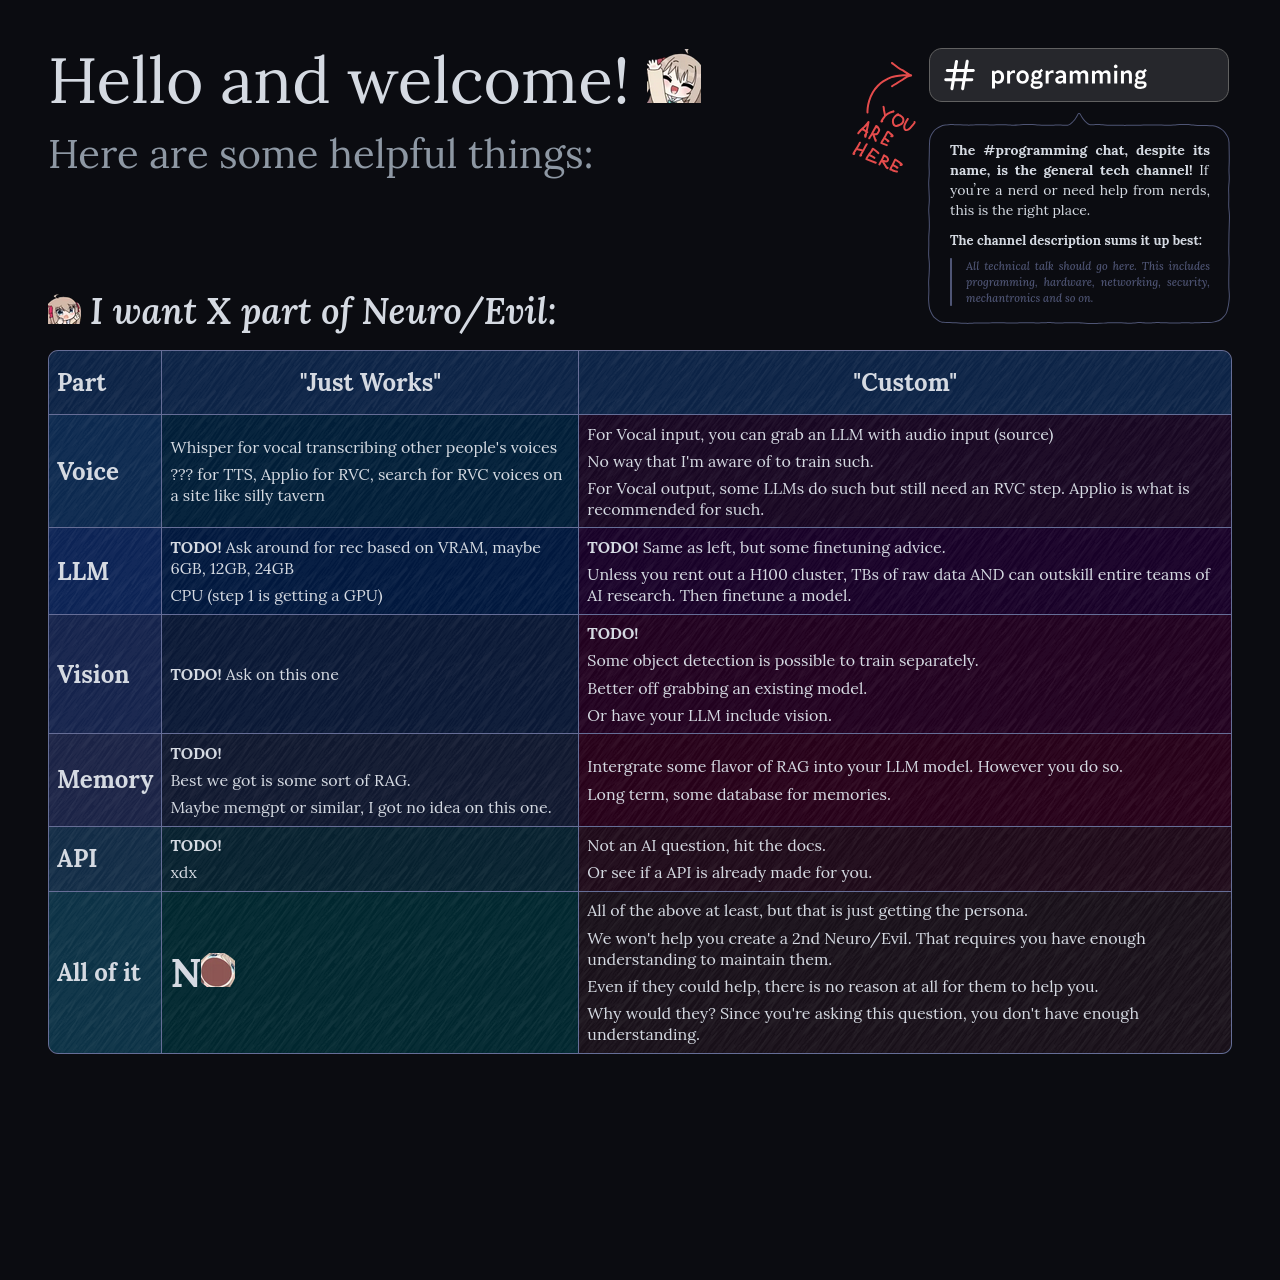 Hello and welcome!
Here are some helpful things:
# programming
YOU
ARE
HERE
The #programming chat, despite its
name, is the general tech channel! If
you're a nerd or need help from nerds,
this is the right place.
The channel description sums it up best:
All technical talk should go here. This includes
programming, hardware, networking, security,
mechantronics and so on.
I want X part of Neuro/Evil:
Part
"Just Works"
"Custom"
Voice
Whisper for vocal transcribing other people's voices
??? for TTS, Applio for RVC, search for RVC voices on
a site like silly tavern
For Vocal input, you can grab an LLM with audio input (source)
No way that I'm aware of to train such.
For Vocal output, some LLMs do such but still need an RVC step. Applio is what is
recommended for such.
LLM
TODO! Ask around for rec based on VRAM, maybe
6GB, 12GB, 24GB
CPU (step 1 is getting a GPU)
TODO! Same as left, but some finetuning advice.
Unless you rent out a H100 cluster, TBs of raw data AND can outskill entire teams of
AI research. Then finetune a model.
Vision
TODO! Ask on this one
TODO!
Some object detection is possible to train separately.
Better off grabbing an existing model.
Or have your LLM include vision.
Memory
TODO!
Best we got is some sort of RAG.
Maybe memgpt or similar, I got no idea on this one.
Intergrate some flavor of RAG into your LLM model. However you do so.
Long term, some database for memories.
API
TODO!
xdx
Not an AI question, hit the docs.
Or see if a API is already made for you.
All of it
N
All of the above at least, but that is just getting the persona.
We won't help you create a 2nd Neuro/Evil. That requires you have enough
understanding to maintain them.
Even if they could help, there is no reason at all for them to help you.
Why would they? Since you're asking this question, you don't have enough
understanding.